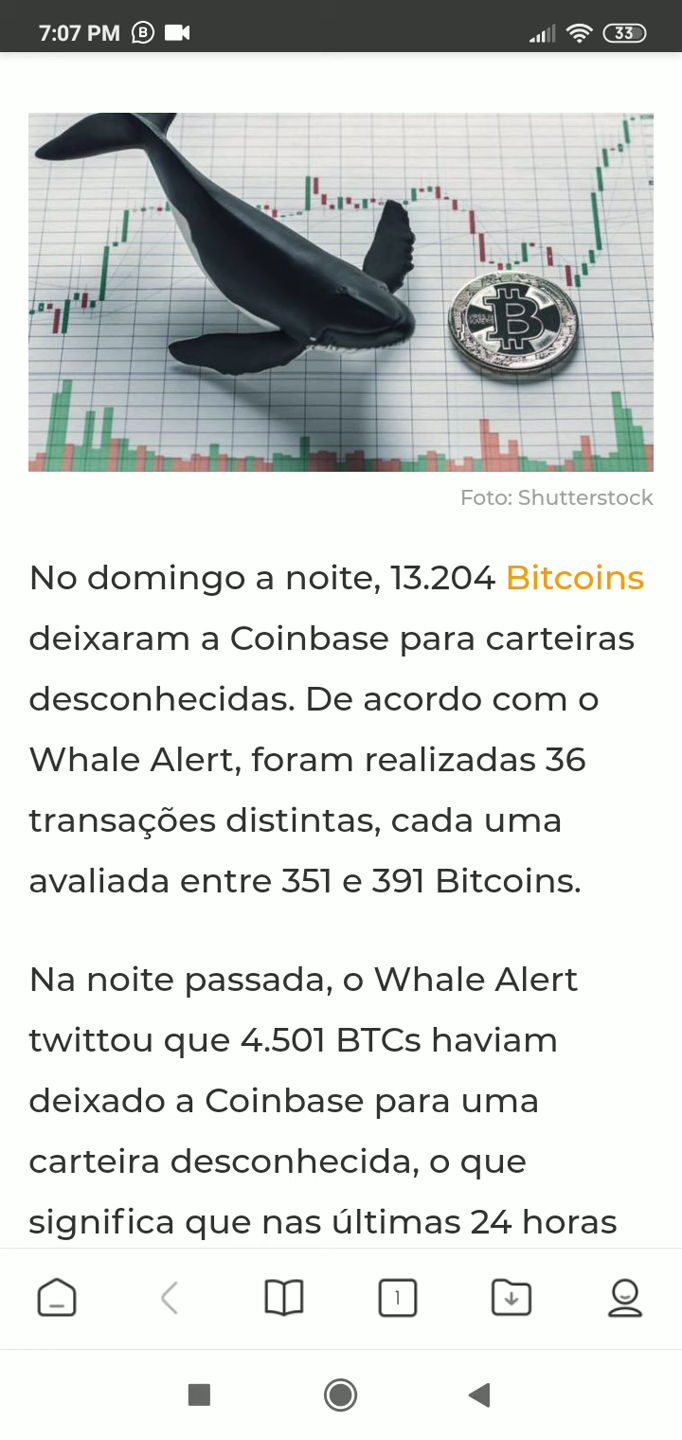 7:07 PM
33
Foto: Shutterstock
No domingo a noite, 13.204 Bitcoins
deixaram a Coinbase para carteiras
desconhecidas. De acordo com o
Whale Alert, foram realizadas 36
transações distintas, cada uma
avaliada entre 351 e 391 Bitcoins.
Na noite passada, o Whale Alert
twittou que 4.501 BTCs haviam
deixado a Coinbase para uma
carteira desconhecida, o que
significa que nas últimas 24 horas
1